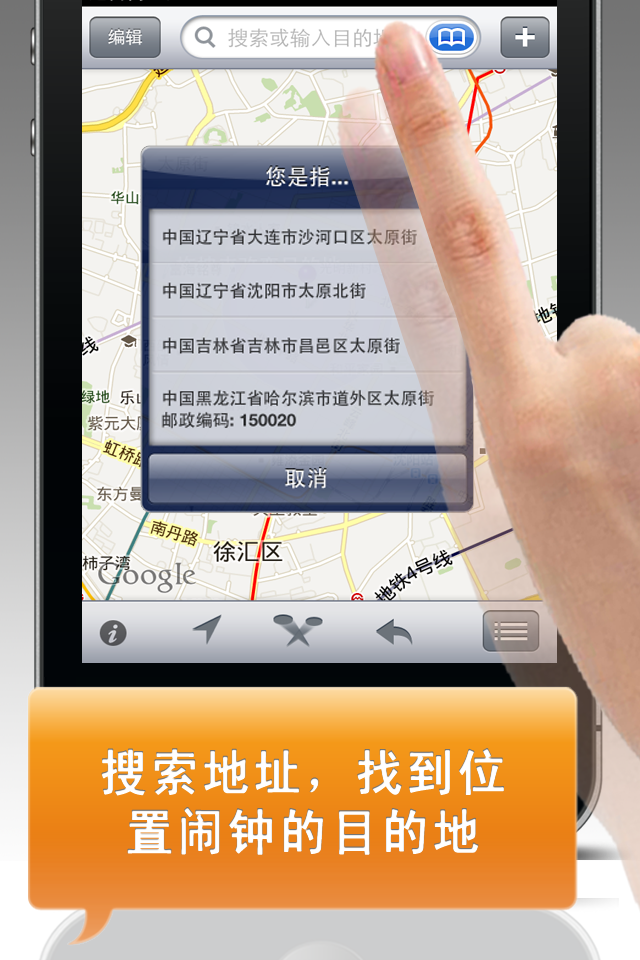 编辑
搜索或输入目的地
华山
您是指...
中国辽宁省大连市沙河口区太原街
中国辽宁省沈阳市太原北街
中国吉林省吉林市昌邑区太原街
中国黑龙江省哈尔滨市道外区太原街
邮政编码: 150020
取消
地铁
线
绿地
乐山
紫元大厦
虹桥路
东方曼
南丹路
徐汇区
柿子湾
Google
地铁4号线
搜索地址，找到位
置闹钟的目的地